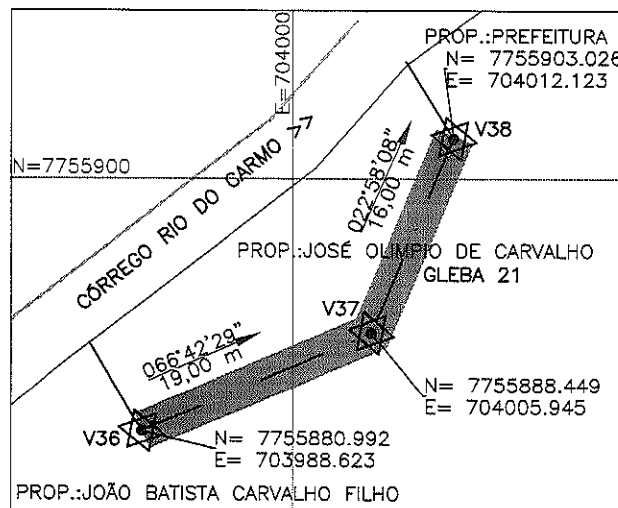 E=704000
PROP.:PREFEITURA
N= 7755903.026
E= 704012.123
V38
N=7755900
CÓRREGO RIO DO CARMO >>
022°58'08"
16,00 m
PROP.:JOSÉ OLIMPIO DE CARVALHO
GLEBA 21
V37
066°42'29"
19,00 m
N= 7755888.449
E= 704005.945
V36
N= 7755880.992
E= 703988.623
PROP.:JOÃO BATISTA CARVALHO FILHO